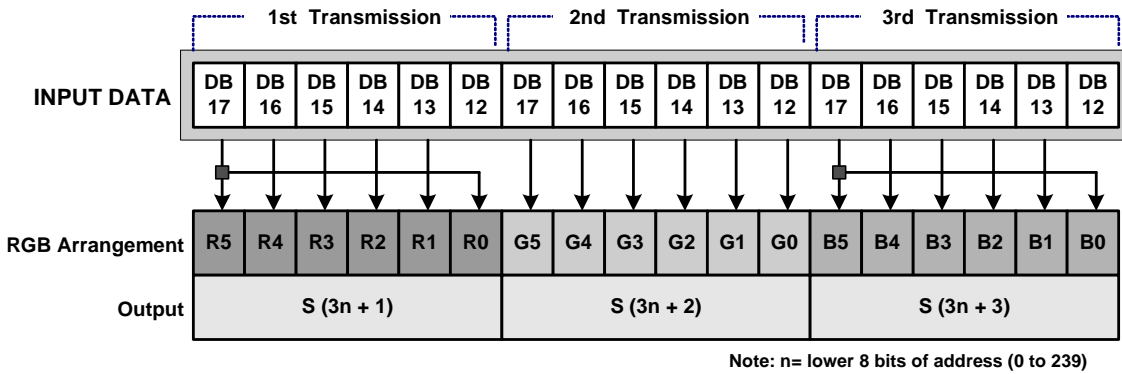 1st Transmission 2nd Transmission 3rd Transmission
INPUT DATA
DB 17 DB 16 DB 15 DB 14 DB 13 DB 12 DB 17 DB 16 DB 15 DB 14 DB 13 DB 12 DB 17 DB 16 DB 15 DB 14 DB 13 DB 12
RGB Arrangement R5 R4 R3 R2 R1 R0 G5 G4 G3 G2 G1 G0 B5 B4 B3 B2 B1 B0
Output S (3n + 1) S (3n + 2) S (3n + 3)
Note: n= lower 8 bits of address (0 to 239)